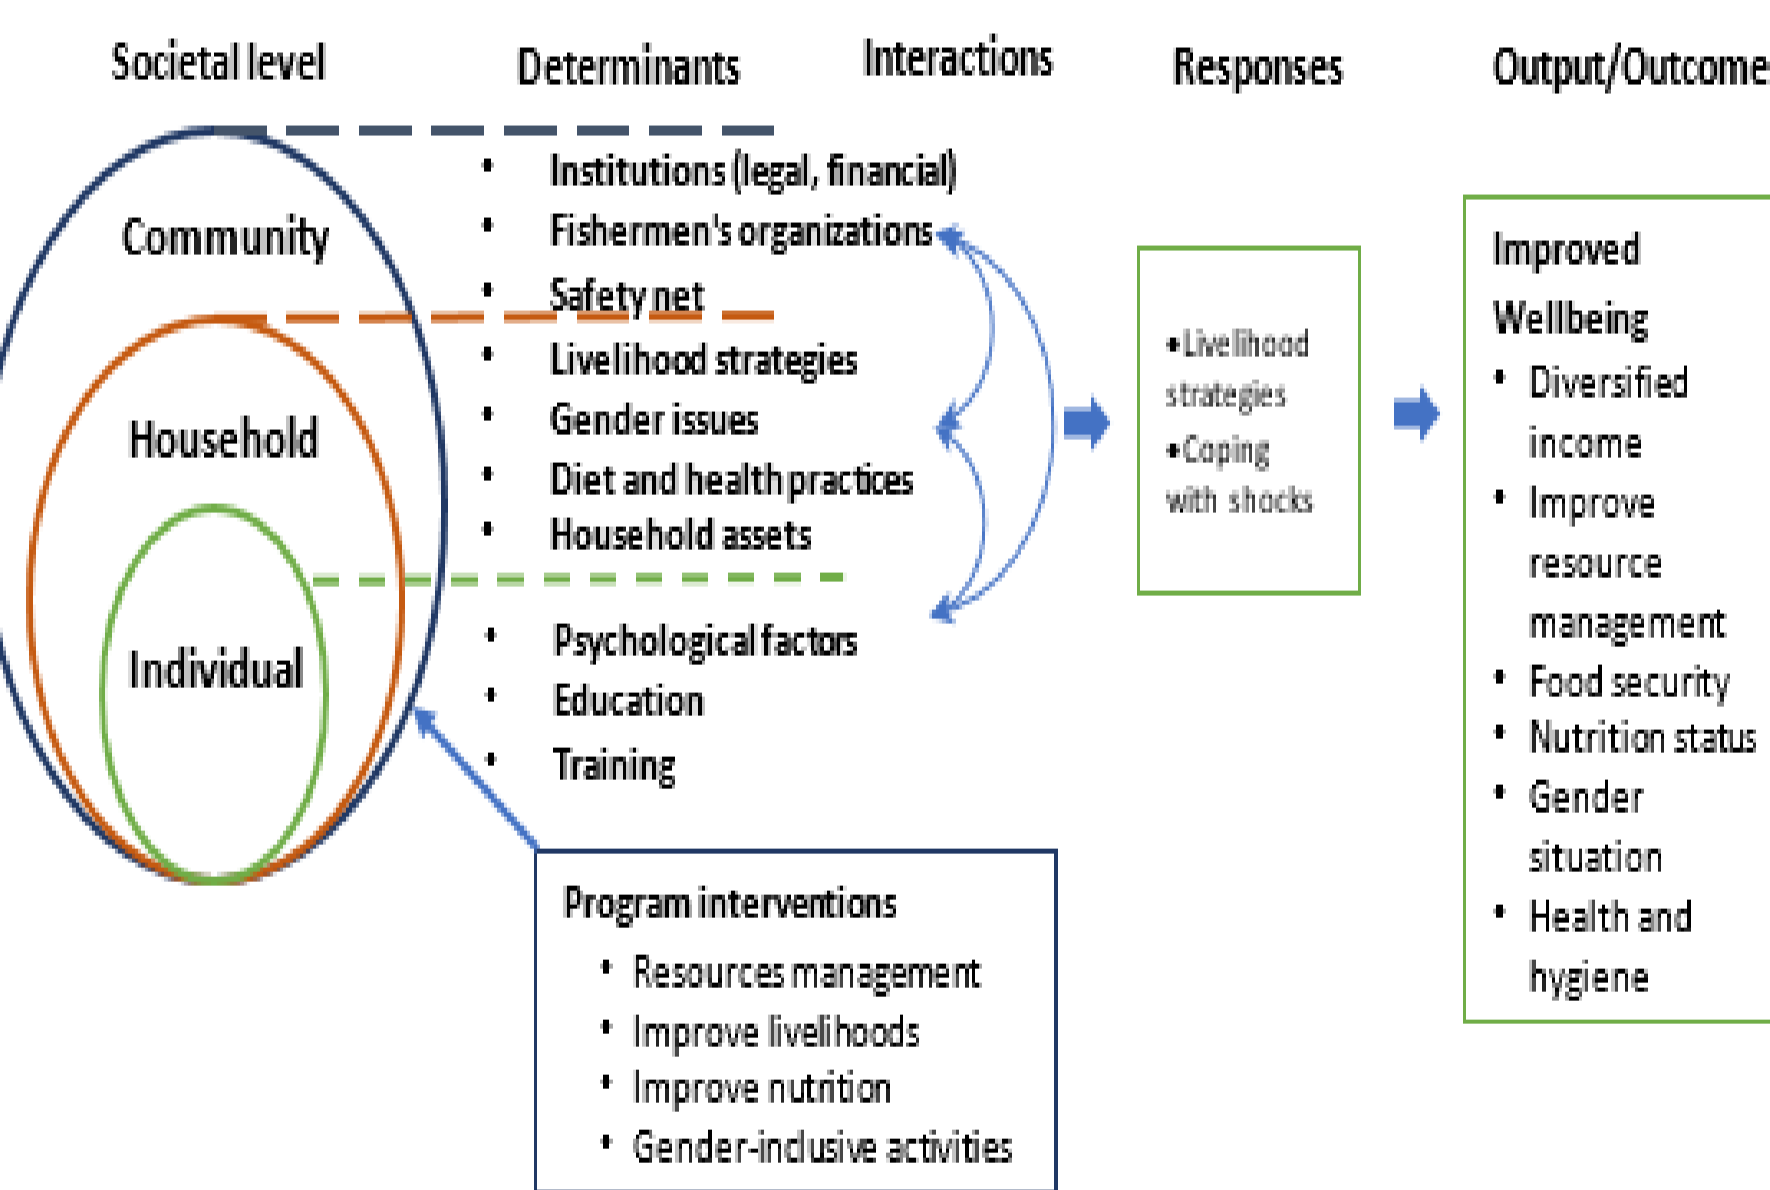 Societal level
Determinants
Interactions
Responses
Output/Outcome
Community
Household
Individual
• Institutions (legal, financial)
• Fishermen's organizations
• Safety net
• Livelihood strategies
• Gender issues
• Diet and health practices
• Household assets
• Psychological factors
• Education
• Training
Program interventions
• Resources management
• Improve livelihoods
• Improve nutrition
• Gender-inclusive activities
•Livelihood
strategies
•Coping
with shocks
Improved
Wellbeing
• Diversified
income
• Improve
resource
management
• Food security
• Nutrition status
• Gender
situation
• Health and
hygiene